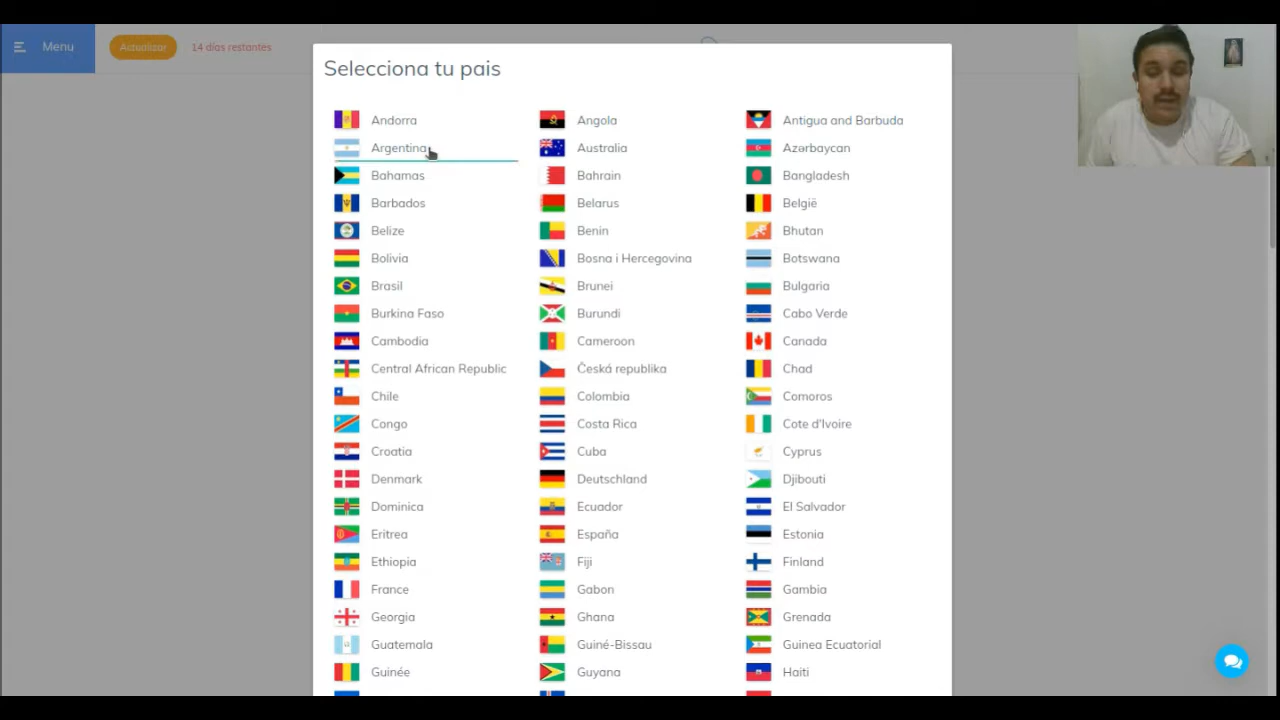 Menu
Actualizar
14 días restantes
Selecciona tu pais
Andorra
Angola
Antigua and Barbuda
Argentina
Australia
Azərbaycan
Bahamas
Bahrain
Bangladesh
Barbados
Belarus
België
Belize
Benin
Bhutan
Bolivia
Bosna i Hercegovina
Botswana
Brasil
Brunei
Bulgaria
Burkina Faso
Burundi
Cabo Verde
Cambodia
Cameroon
Canada
Central African Republic
Česká republika
Chad
Chile
Colombia
Comoros
Congo
Costa Rica
Cote d'Ivoire
Croatia
Cuba
Cyprus
Denmark
Deutschland
Djibouti
Dominica
Ecuador
El Salvador
Eritrea
España
Estonia
Ethiopia
Fiji
Finland
France
Gabon
Gambia
Georgia
Ghana
Grenada
Guatemala
Guiné-Bissau
Guinea Ecuatorial
Guinée
Guyana
Haiti